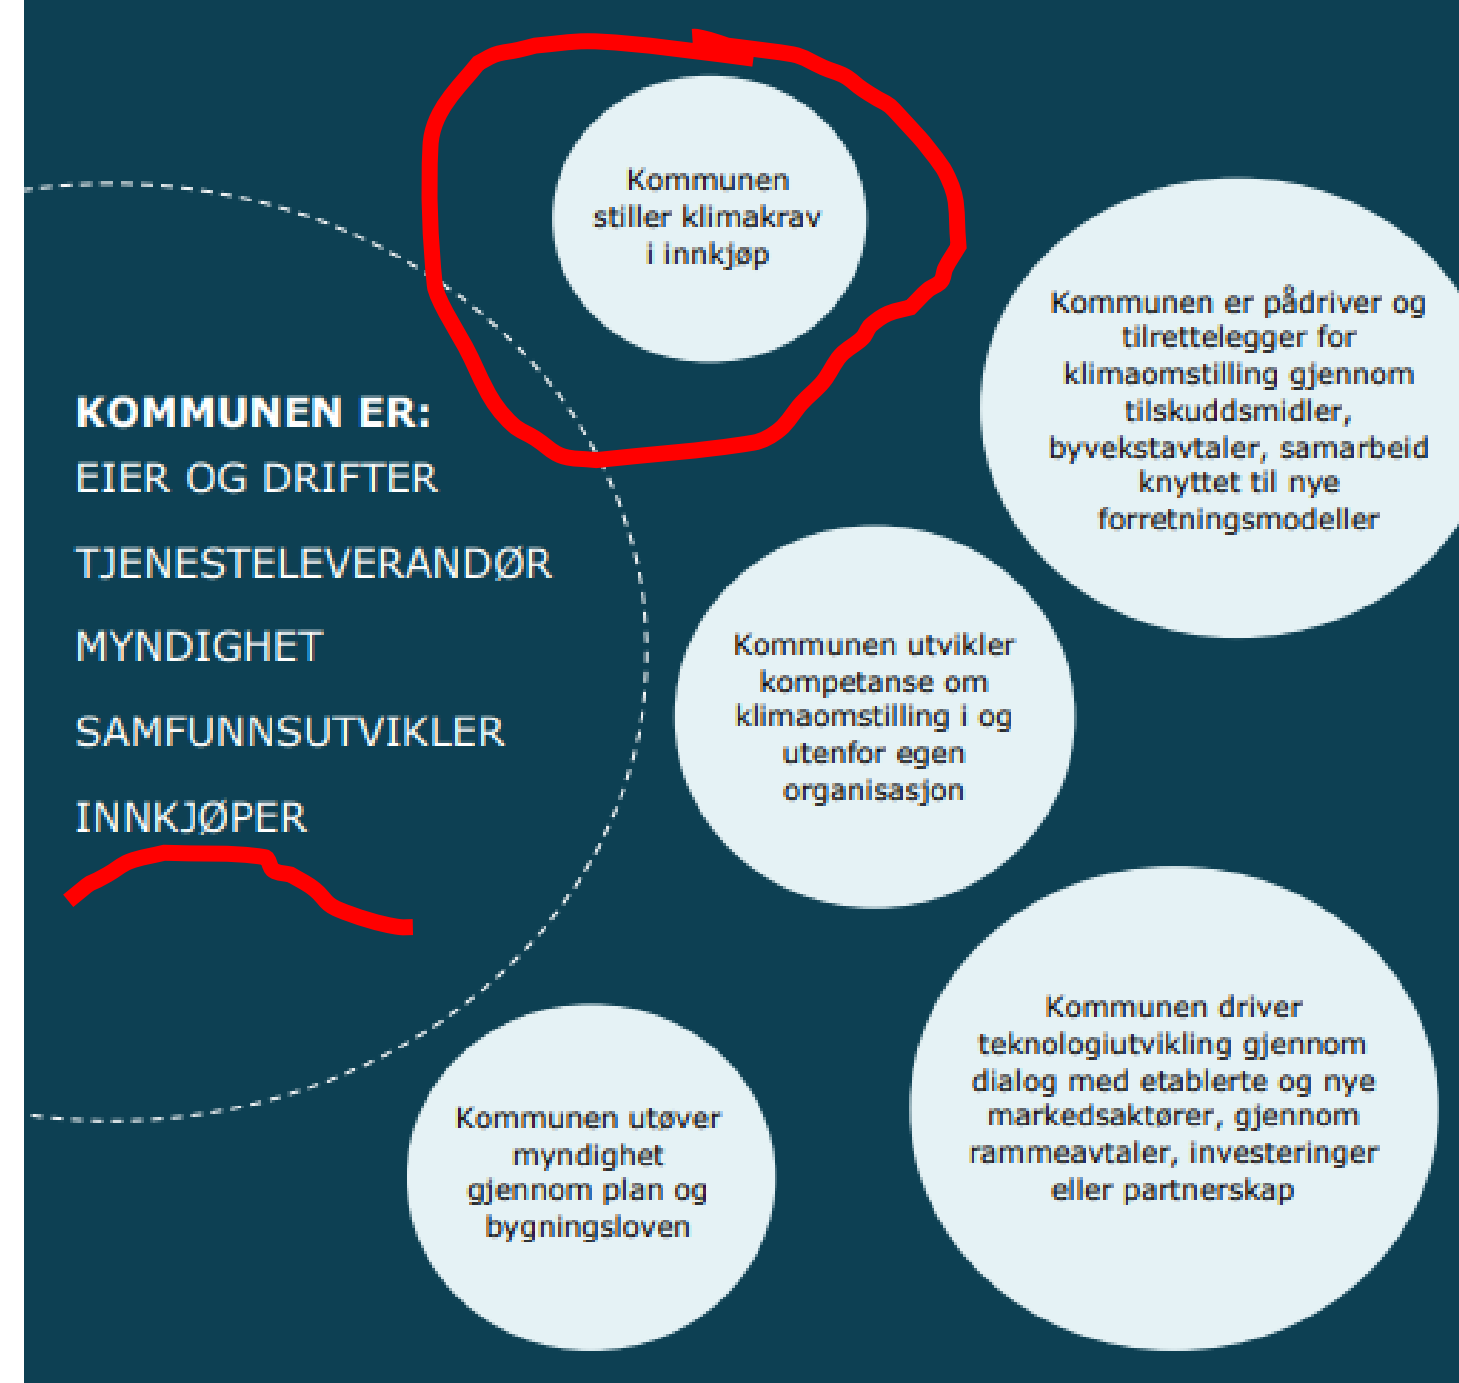 Kommunen
stiller klimakrav
i innkjøp
Kommunen er pådriver og
tilrettelegger for
klimaomstilling gjennom
tilskuddsmidler,
byvekstavtaler, samarbeid
knyttet til nye
forretningsmodeller
KOMMUNEN ER:
EIER OG DRIFTER
TJENESTELEVERANDØR
MYNDIGHET
SAMFUNNSUTVIKLER
INNKJØPER
Kommunen utvikler
kompetanse om
klimaomstilling i og
utenfor egen
organisasjon
Kommunen driver
teknologiutvikling gjennom
dialog med etablerte og nye
markedsaktører, gjennom
rammeavtaler, investeringer
eller partnerskap
Kommunen utøver
myndighet
gjennom plan og
bygningsloven